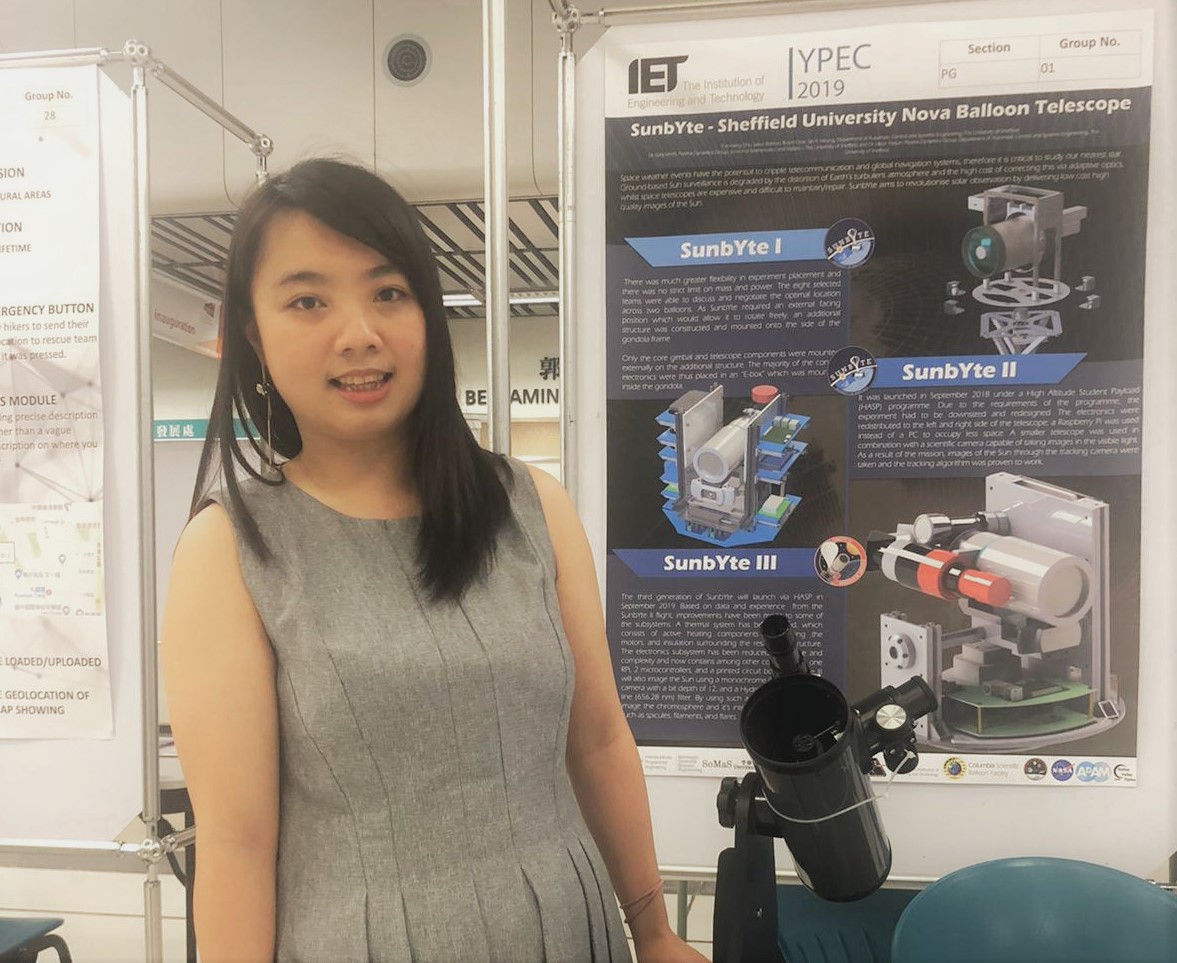 Group No.
28
SION
URAL AREAS
TION
IFETIME
ERGENCY BUTTON
hikers to send their
cation to rescue team
it was pressed.
S MODULE
ing precise description
her than a vague
scription on where you
E LOADED/UPLOADED
E GEOLOCATION OF
AP SHOWING
inauguration
發展處
郭
BENJAMIN
IET The Institution of
Engineering and Technology
YPEC
2019
Section
Group No.
PG
01
SunbYte - Sheffield University Nova Balloon Telescope
Space weather events have the potential to cripple telecommunication and global navigation systems, therefore it is critical to study our nearest star.
Ground-based Sun surveillance is degraded by the distortion of Earth's turbulent atmosphere and the high cost of correcting this via adaptive optics,
whilst space telescopes are expensive and difficult to maintain/repair. SunbYte aims to revolutionise solar observation by delivering low cost high
quality images of the Sun.
SunbYte I
SUNBYTE
There was much greater flexibility in experiment placement and
there was no strict limit on mass and power. The eight selected
teams were able to discuss and negotiate the optimal location
across two balloons. As SunbYte required an external facing
position which would allow it to rotate freely, an additional
structure was constructed and mounted onto the side of the
gondola frame
Only the core gimbal and telescope components were mounte
externally on the additional structure. The majority of the con
electronics were thus placed in an "E-box" which was moun
inside the gondola.
SUNBYTE
SunbYte II
It was launched in September 2018 under a High Altitude Student Payload
(HASP) programme. Due to the requirements of the programme, the
experiment had to be downsized and redesigned. The electronics were
redistributed to the left and right side of the telescope, a Raspberry Pi was used
instead of a PC to occupy less space. A smaller telescope was used in
combination with a scientific camera capable of taking images in the visible light.
As a result of the mission, images of the Sun through the tracking camera were
taken and the tracking algorithm was proven to work.
SunbYte III
The third generation of SunbYte will launch via HASP in
September 2019. Based on data and experience from the
SunbYte II flight, improvements have been to some of
the subsystems. A thermal system has be which
consists of active heating components the
motors, and insulation surrounding the ructure.
The electronics subsystem has been reduce and
complexity and now contains among other co one
RPi, 2 microcontrollers, and a printed circuit
will also image the Sun using a monochrome
camera with a bit depth of 12, and a Hyd
line (656.28 nm) filter. By using such
image the chromosphere and it's
such as spicules, filaments, and flares.
SoMaS
Columbia Scientific
Balloon Facility
NASA
ADAM